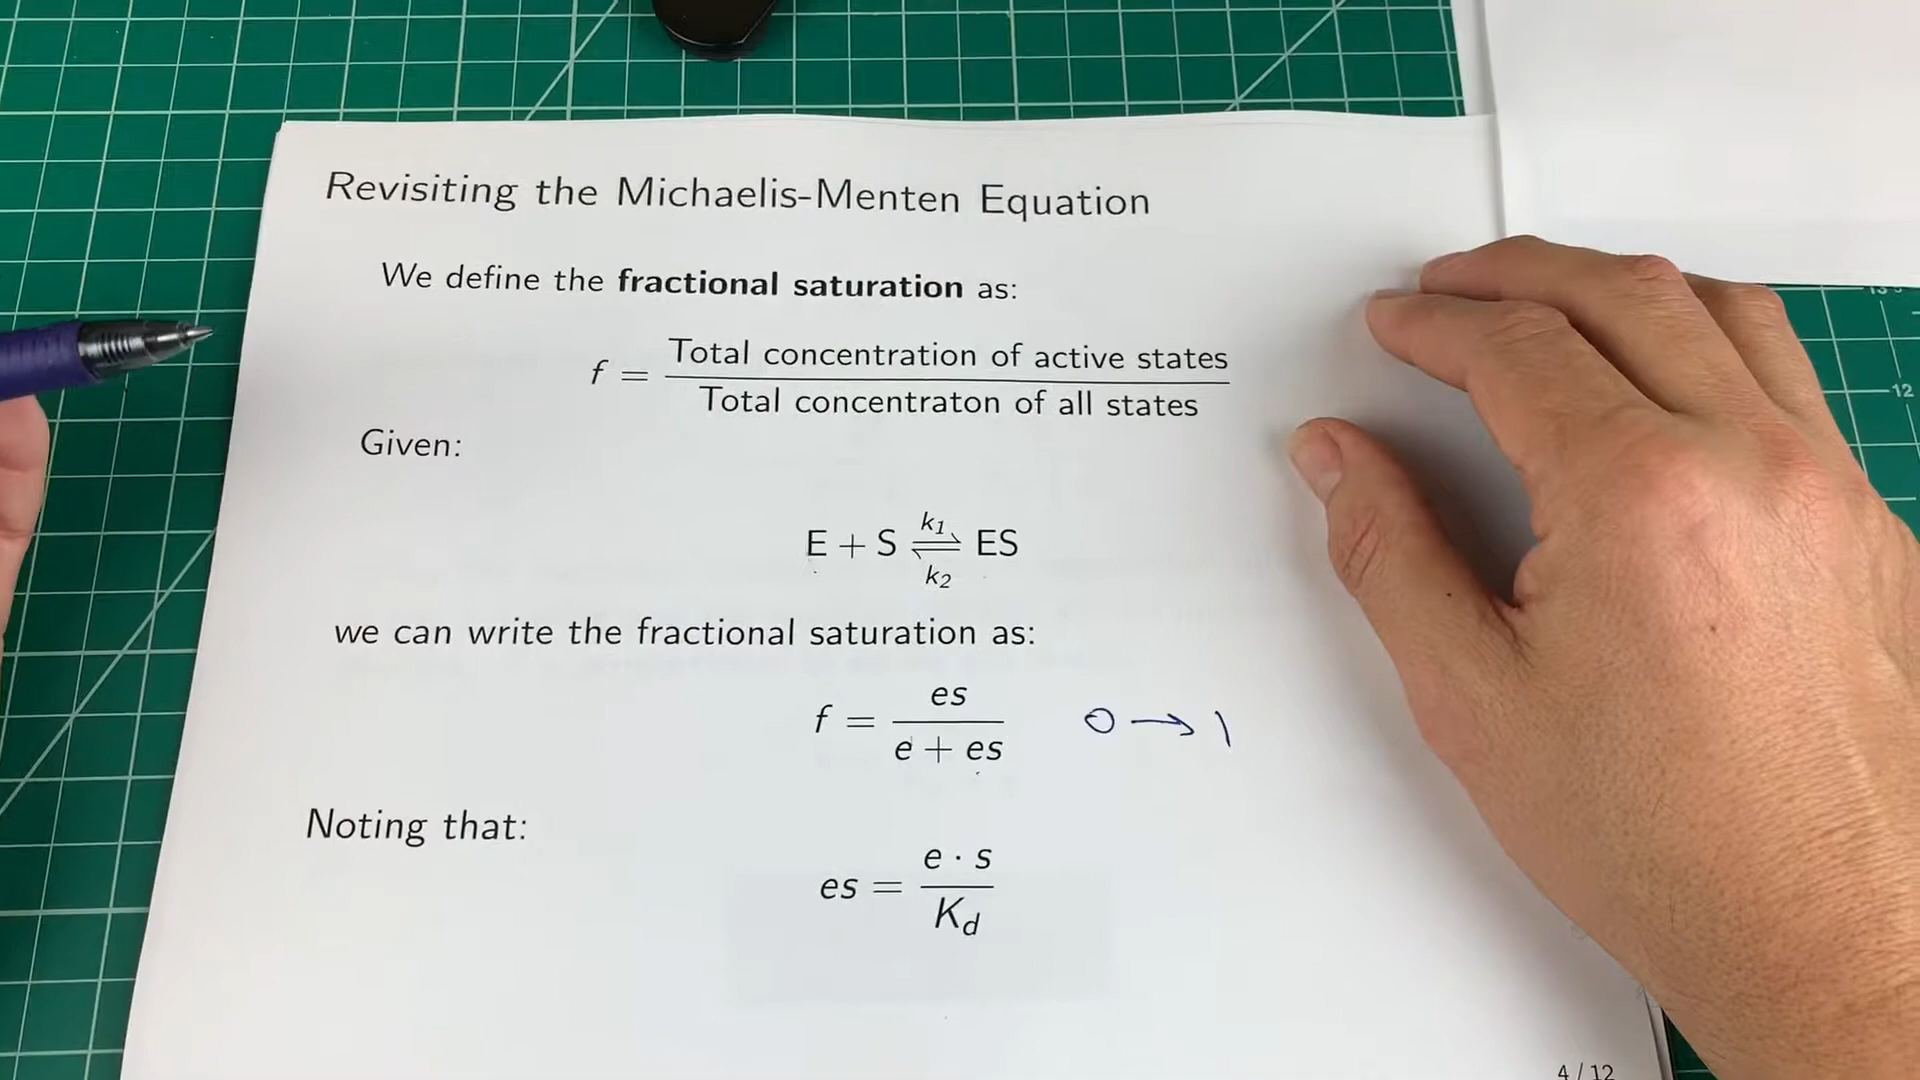 Revisiting the Michaelis-Menten Equation
We define the fractional saturation as:
f = Total concentration of active states / Total concentraton of all states
Given:
E + S ⇌ ES k1 k2
we can write the fractional saturation as:
f = es / e + es 0 → 1
Noting that:
es = e · s / Kd
4 / 12
12